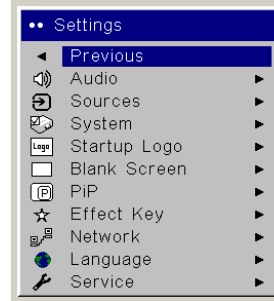 Settings
Previous
Audio
Sources
System
Logo Startup Logo
Blank Screen
P PiP
Effect Key
Network
Language
Service